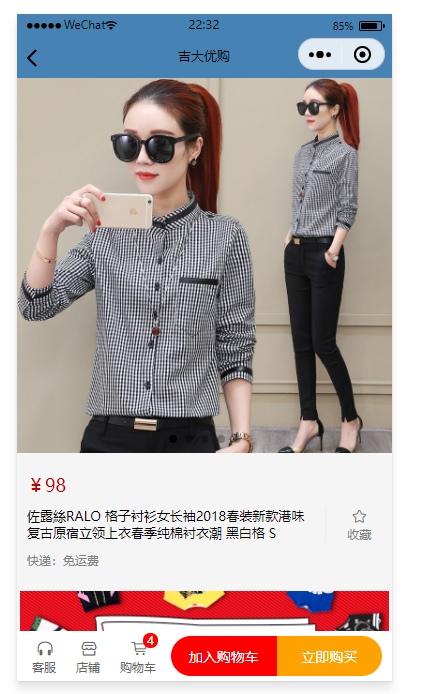 WeChat 22:32 85%
吉大优购
￥98
佐露絲RALO 格子衬衫女长袖2018春装新款港味
复古原宿立领上衣春季纯棉衬衣潮 黑白格 S
收藏
快递：免运费
4
客服 店铺 购物车 加入购物车 立即购买